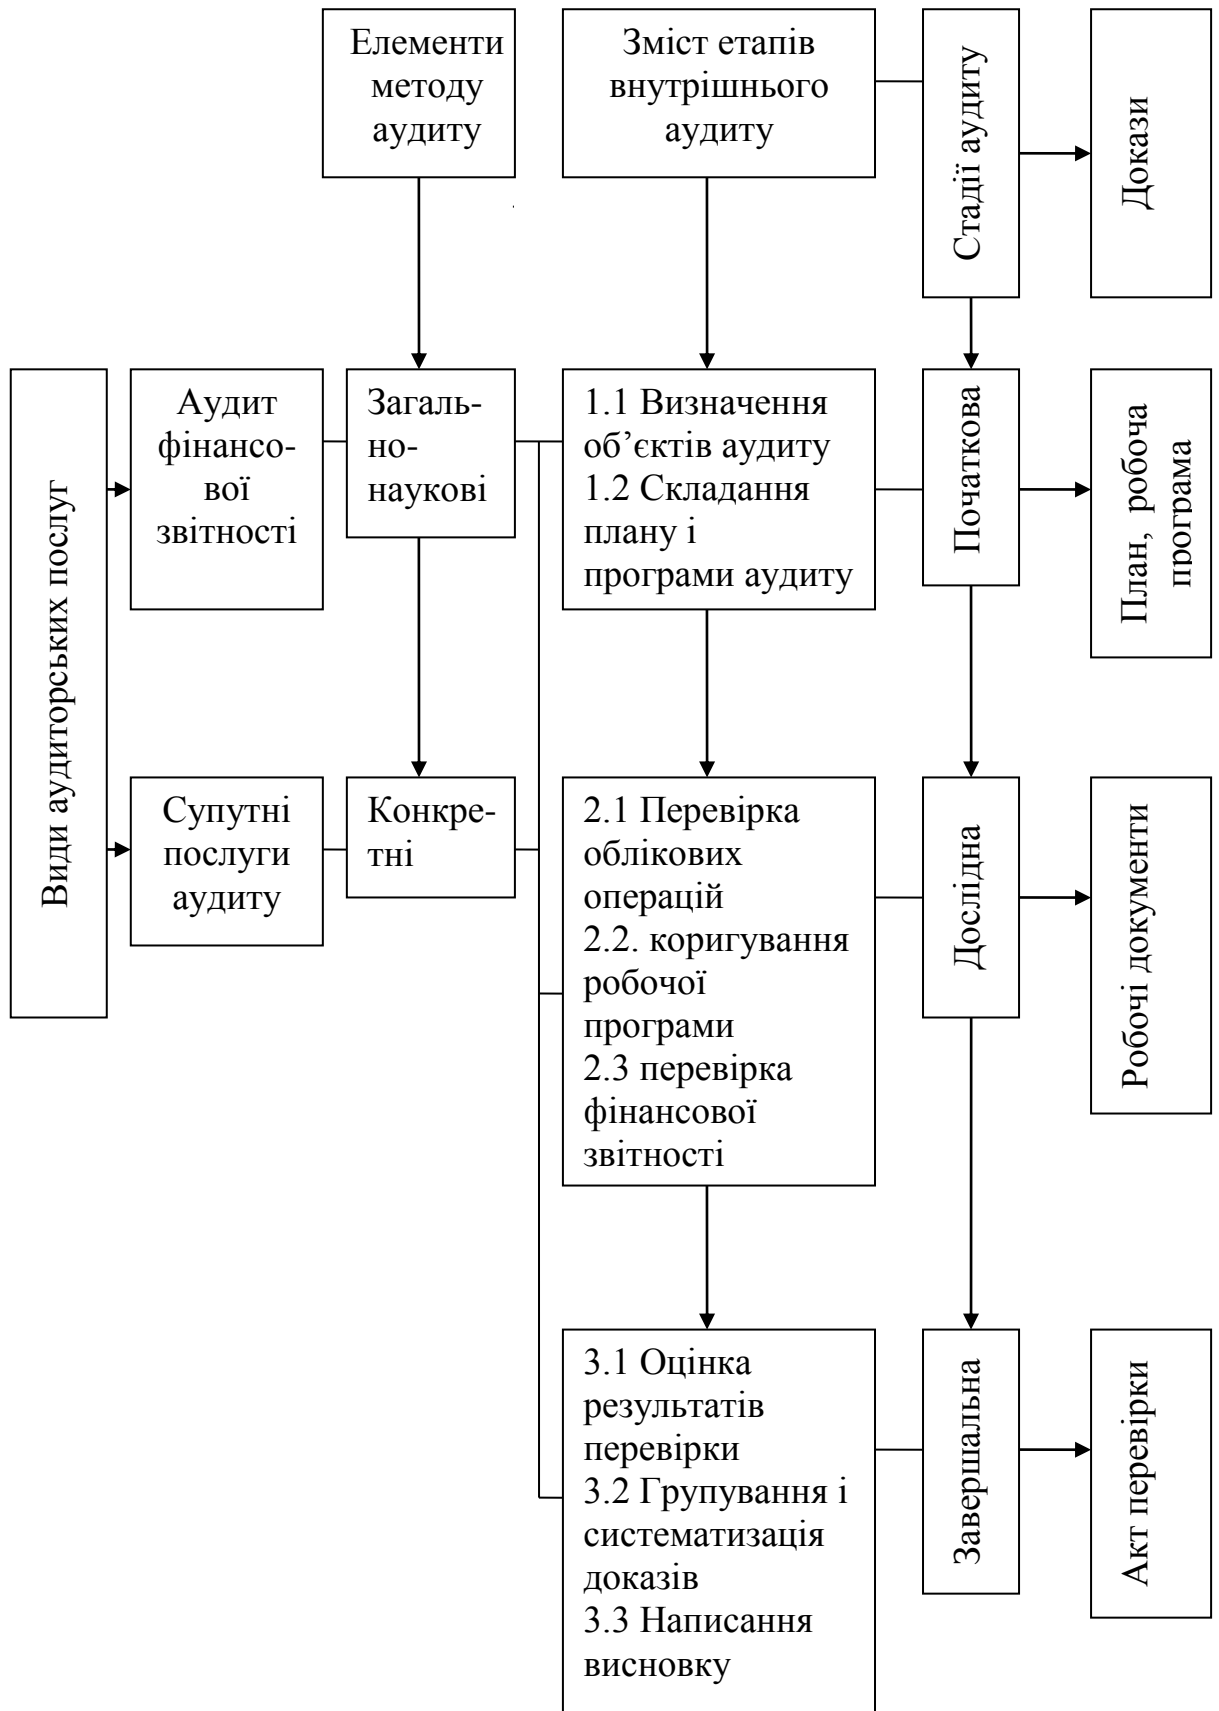 Елементи
методу
аудиту
Зміст етапів
внутрішнього
аудиту
Стадії аудиту
Докази
Види аудиторських послуг
Аудит
фінансо-
вої
звітності
Загаль-
но-
наукові
1.1 Визначення
об’єктів аудиту
1.2 Складання
плану і
програми аудиту
Початкова
План, робоча
програма
Супутні
послуги
аудиту
Конкре-
тні
2.1 Перевірка
облікових
операцій
2.2. коригування
робочої
програми
2.3 перевірка
фінансової
звітності
Дослідна
Робочі документи
3.1 Оцінка
результатів
перевірки
3.2 Групування і
систематизація
доказів
3.3 Написання
висновку
Завершальна
Акт перевірки